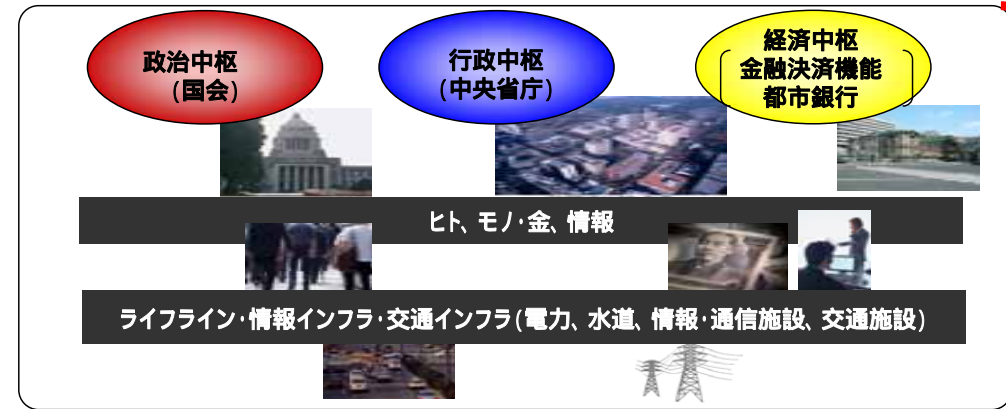 政治中枢
(国会)
行政中枢
(中央省庁)
経済中枢
金融決済機能
都市銀行
ヒト、モノ・金、情報
ライフライン・情報インフラ・交通インフラ(電力、水道、情報・通信施設、交通施設)